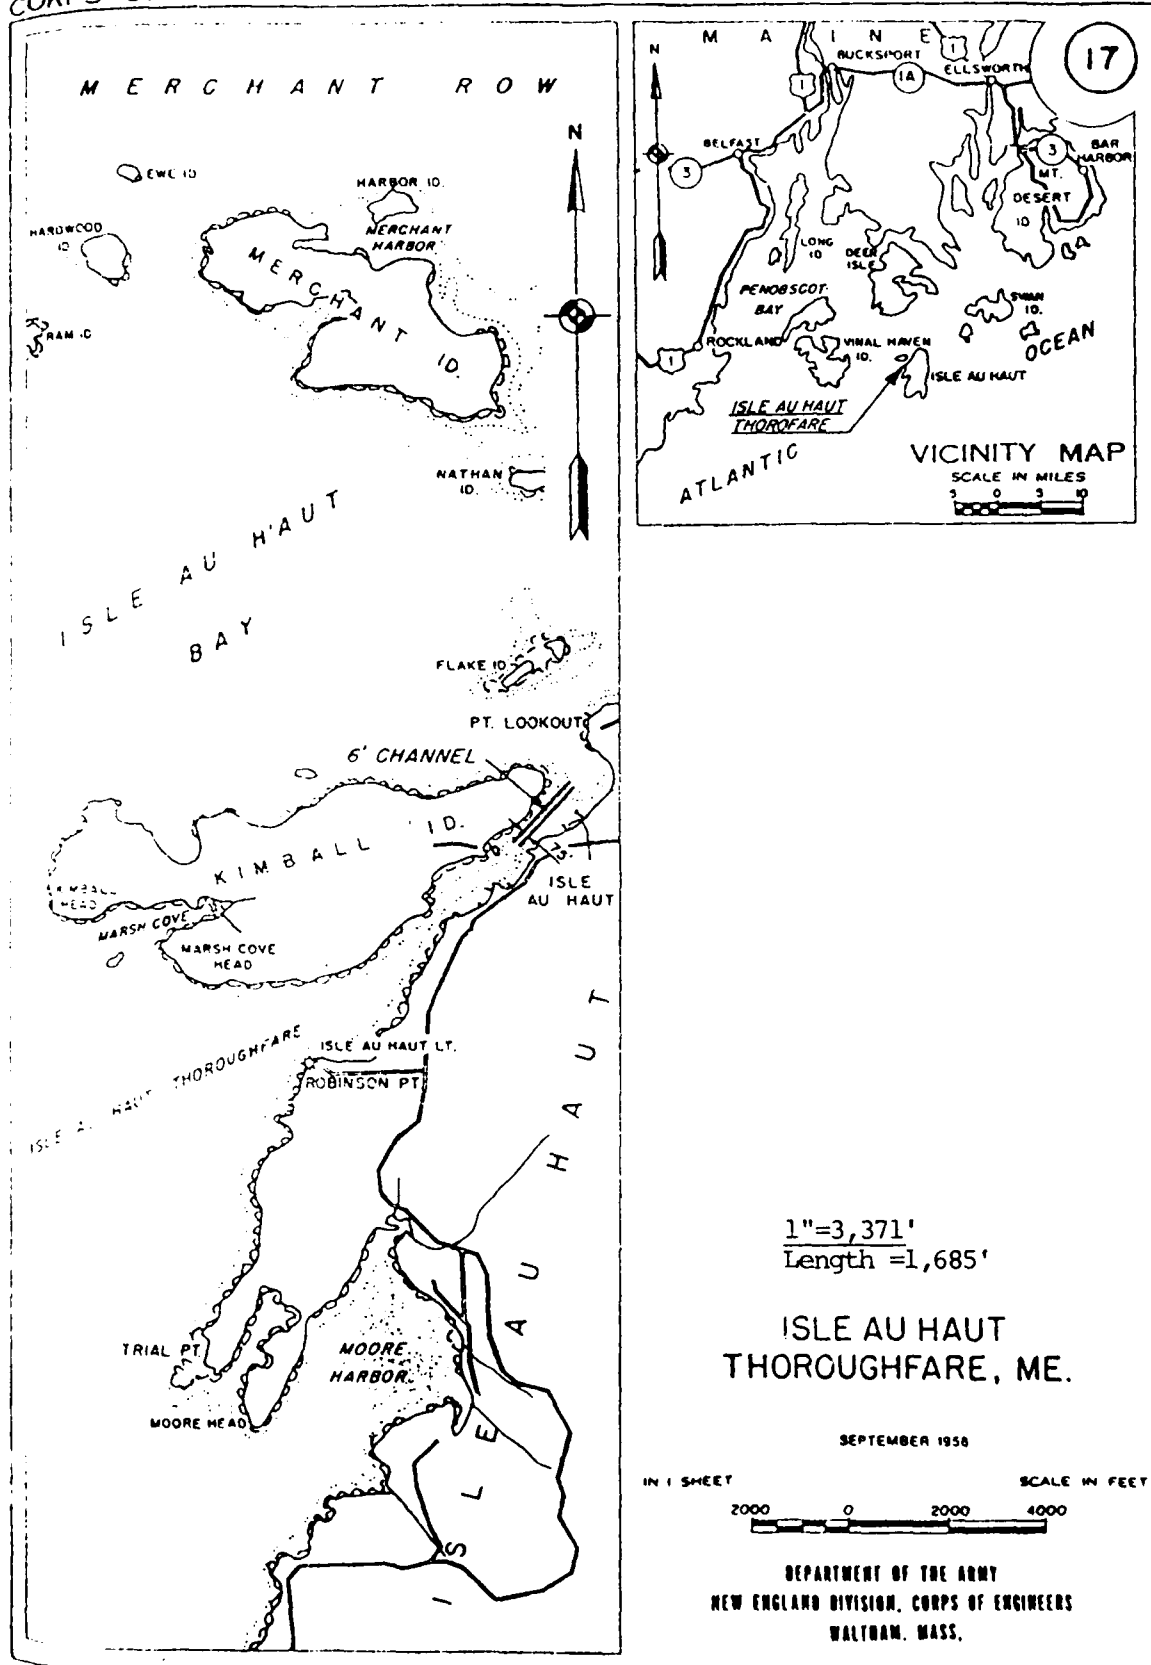 MERCHANT ROW
N
EWE ID
HARBOR ID.
MERCHANT
HARBOR
HARDWOOD
ID
MERCHANT
ID.
RAM ID
NATHAN
ID.
ISLE AU H'AUT
BAY
FLAKE ID
PT. LOOKOUT
6' CHANNEL
KIMBALL ID.
75
ISLE
AU HAUT
KIMBALL
HEAD
MARSH COVE
MARSH COVE
HEAD
ISLE AU HAUT THOROUGHFARE
ISLE AU HAUT LT.
ROBINSON PT
ISLE AU HAUT
TRIAL PT.
MOORE
HARBOR
MOORE HEAD
MAINE
17
N
1
BUCKSPORT
1
1A
ELLSWORTH
BELFAST
3
3
BAR
HARBOR
MT.
DESERT
ID
LONG
ID
DEER
ISLE
PENOBSCOT
BAY
SWAN
ID.
OCEAN
ROCKLAND
1
VINAL HAVEN
ID.
ISLE AU HAUT
ISLE AU HAUT
THOROFARE
ATLANTIC
VICINITY MAP
SCALE IN MILES
5 0 5 10
1"=3,371'
Length =1,685'
ISLE AU HAUT
THOROUGHFARE, ME.
SEPTEMBER 1958
IN 1 SHEET
SCALE IN FEET
2000 0 2000 4000
DEPARTMENT OF THE ARMY
NEW ENGLAND DIVISION, CORPS OF ENGINEERS
WALTHAM, MASS.